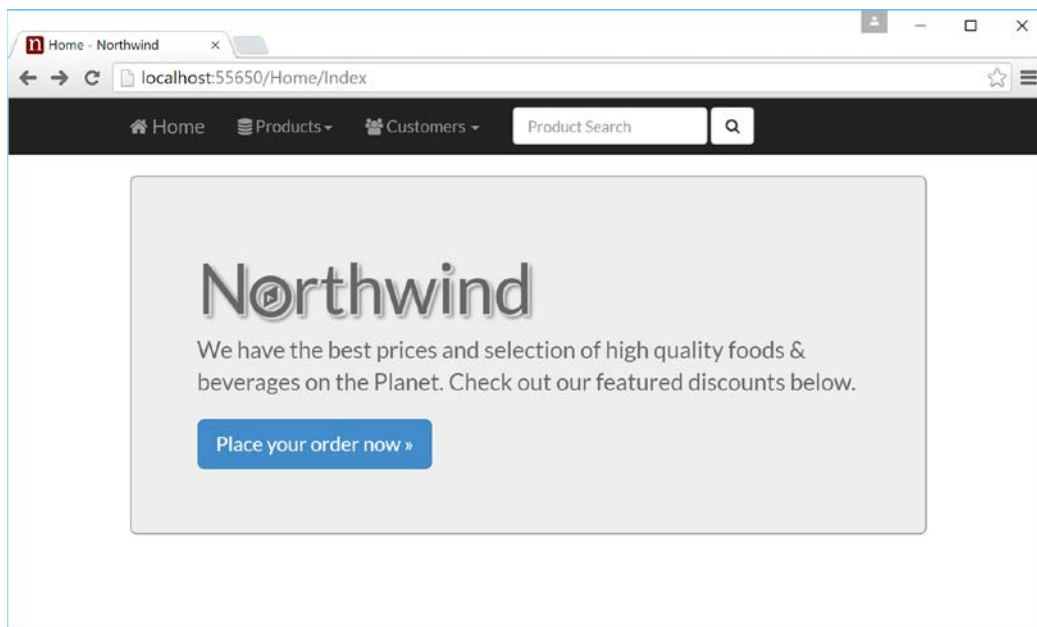 n Home - Northwind
localhost:55650/Home/Index
Home Products Customers Product Search
Northwind
We have the best prices and selection of high quality foods &
beverages on the Planet. Check out our featured discounts below.
Place your order now »